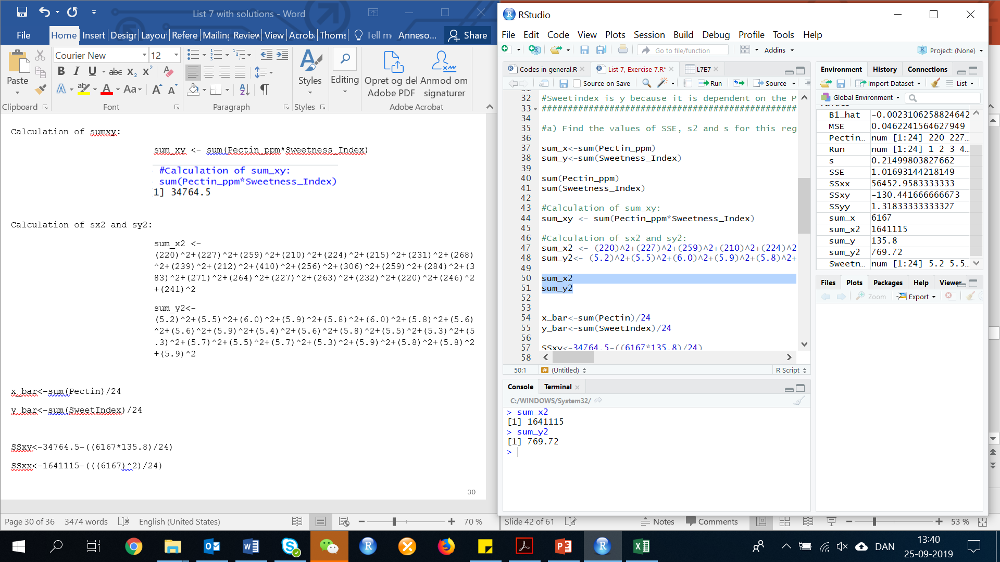 List 7 with solutions - Word
File Home Insert Design Layout Refere Mailing Review View Acrob Thoms Tell me Anneso... Share
Courier New 12
Paste
Styles
Editing
Opret og del Adobe PDF
Anmod om signaturer
Clipboard Font Paragraph Styles Adobe Acrobat
Calculation of sumxy:
sum_xy <- sum(Pectin_ppm*Sweetness_Index)
#Calculation of sum_xy:
sum(Pectin_ppm*Sweetness_Index)
1] 34764.5
Calculation of sx2 and sy2:
sum_x2 <-
(220)^2+(227)^2+(259)^2+(210)^2+(224)^2+(215)^2+(231)^2+(268)
^2+(239)^2+(212)^2+(410)^2+(256)^2+(306)^2+(259)^2+(284)^2+(3
83)^2+(271)^2+(264)^2+(227)^2+(263)^2+(232)^2+(220)^2+(246)^2
+(241)^2
sum_y2<-
(5.2)^2+(5.5)^2+(6.0)^2+(5.9)^2+(5.8)^2+(6.0)^2+(5.8)^2+(5.6)
^2+(5.6)^2+(5.9)^2+(5.4)^2+(5.6)^2+(5.8)^2+(5.5)^2+(5.3)^2+(5
.3)^2+(5.7)^2+(5.5)^2+(5.7)^2+(5.3)^2+(5.9)^2+(5.8)^2+(5.8)^2
+(5.9)^2
x_bar<-sum(Pectin)/24
y_bar<-sum(SweetIndex)/24
SSxy<-34764.5-((6167*135.8)/24)
SSxx<-1641115-(((6167)^2)/24)
30
Page 30 of 36 3474 words English (United States) 70 %
RStudio
File Edit Code View Plots Session Build Debug Profile Tools Help
Go to file/function Addins Project: (None)
Codes in general.R List 7, Exercise 7.R* L7E7
Source on Save Run Source
32 #Sweetindex is y because it is dependent on the P
33 #################################################
34
35 #a) Find the values of SSE, s2 and s for this reg
36
37 sum_x<-sum(Pectin_ppm)
38 sum_y<-sum(Sweetness_Index)
39
40 sum(Pectin_ppm)
41 sum(Sweetness_Index)
42
43 #Calculation of sum_xy:
44 sum_xy <- sum(Pectin_ppm*Sweetness_Index)
45
46 #Calculation of sx2 and sy2:
47 sum_x2 <- (220)^2+(227)^2+(259)^2+(210)^2+(224)^2
48 sum_y2<- (5.2)^2+(5.5)^2+(6.0)^2+(5.9)^2+(5.8)^2+
49
50 sum_x2
51 sum_y2
52
53
54 x_bar<-sum(Pectin)/24
55 y_bar<-sum(SweetIndex)/24
56
57 SSxy<-34764.5-((6167*135.8)/24)
58
50:1 (Untitled) R Script
Console Terminal
C:/WINDOWS/System32/
> sum_x2
[1] 1641115
> sum_y2
[1] 769.72
>
Environment History Connections
Import Dataset List
Global Environment
B1_hat -0.0023106258824642
MSE 0.0462241564627949
Pectin... num [1:24] 220 227...
Run num [1:24] 1 2 3 4...
s 0.21499803827662
SSE 1.01693144218149
SSxx 56452.9583333333
SSxy -130.441666666673
SSyy 1.31833333333327
sum_x 6167
sum_x2 1641115
sum_y 135.8
sum_y2 769.72
Sweetn... num [1:24] 5.2 5.5...
Files Plots Packages Help Viewer
Zoom Export
Slide 42 of 61 Notes Comments 53 %
DAN
13:40
25-09-2019